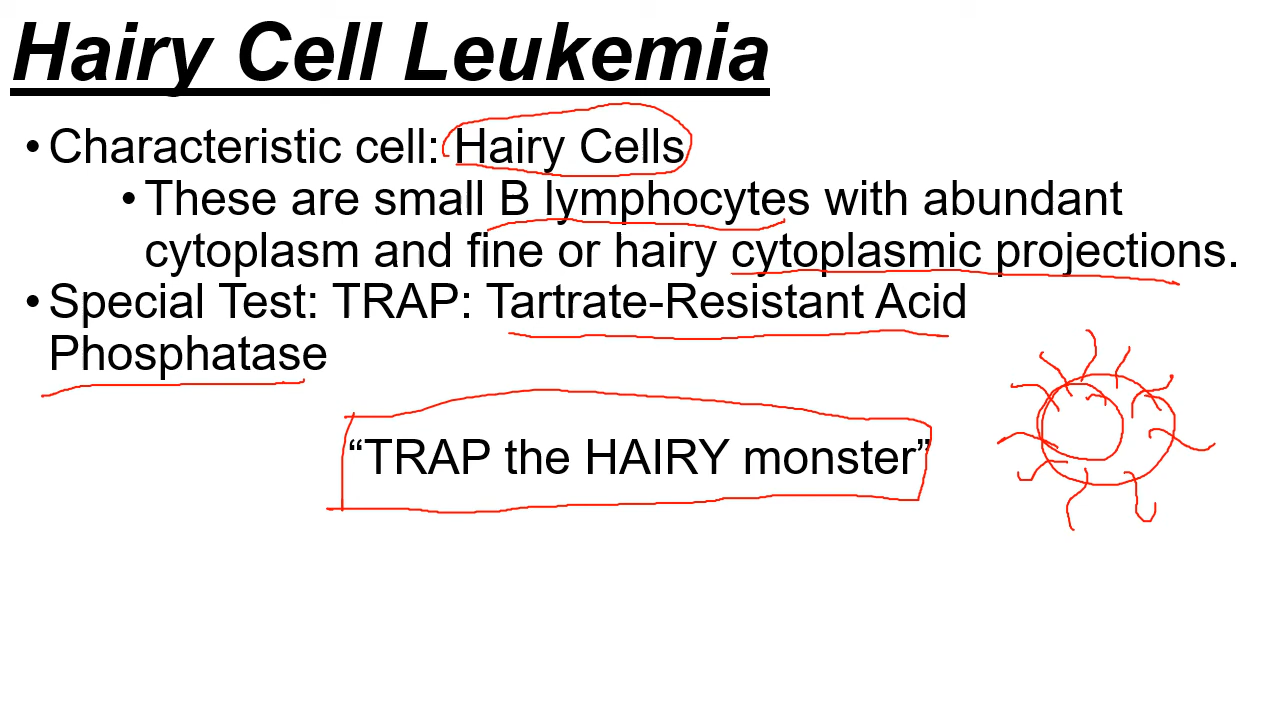 Hairy Cell Leukemia
• Characteristic cell: Hairy Cells
• These are small B lymphocytes with abundant
cytoplasm and fine or hairy cytoplasmic projections.
• Special Test: TRAP: Tartrate-Resistant Acid
Phosphatase
“TRAP the HAIRY monster”